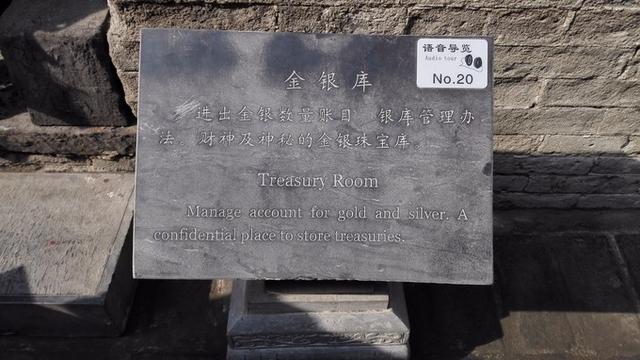 语音导览
Audio tour
No.20
金银库
进出金银数量账目 银库管理办
法。财神及神秘的金银珠宝库。
Treasury Room
Manage account for gold and silver. A
confidential place to store treasuries.